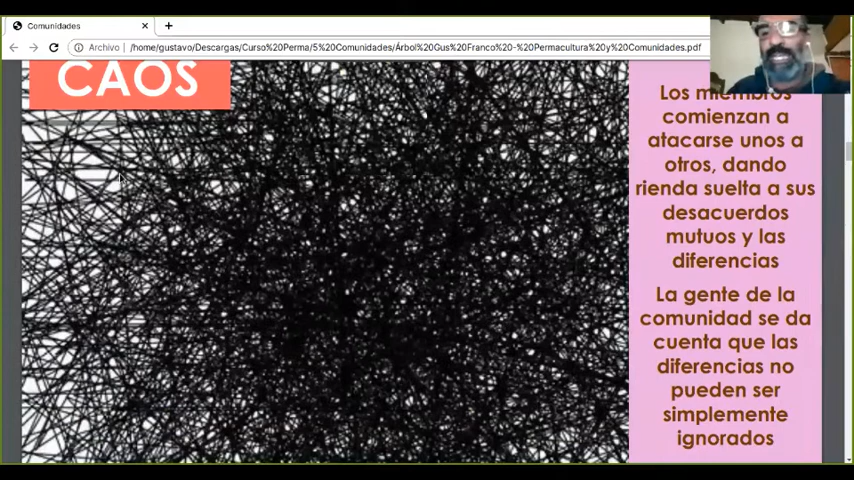 Comunidades
Archivo
/home/gustavo/Descargas/Curso%20Perma/5%20Comunidades/Árbol%20Gus%20Franco%20-%20Permacultura%20y%20Comunidades.pdf
CAOS
Los miembros
comienzan a
atacarse unos a
otros, dando
rienda suelta a sus
desacuerdos
mutuos y las
diferencias
La gente de la
comunidad se da
cuenta que las
diferencias no
pueden ser
simplemente
ignorados